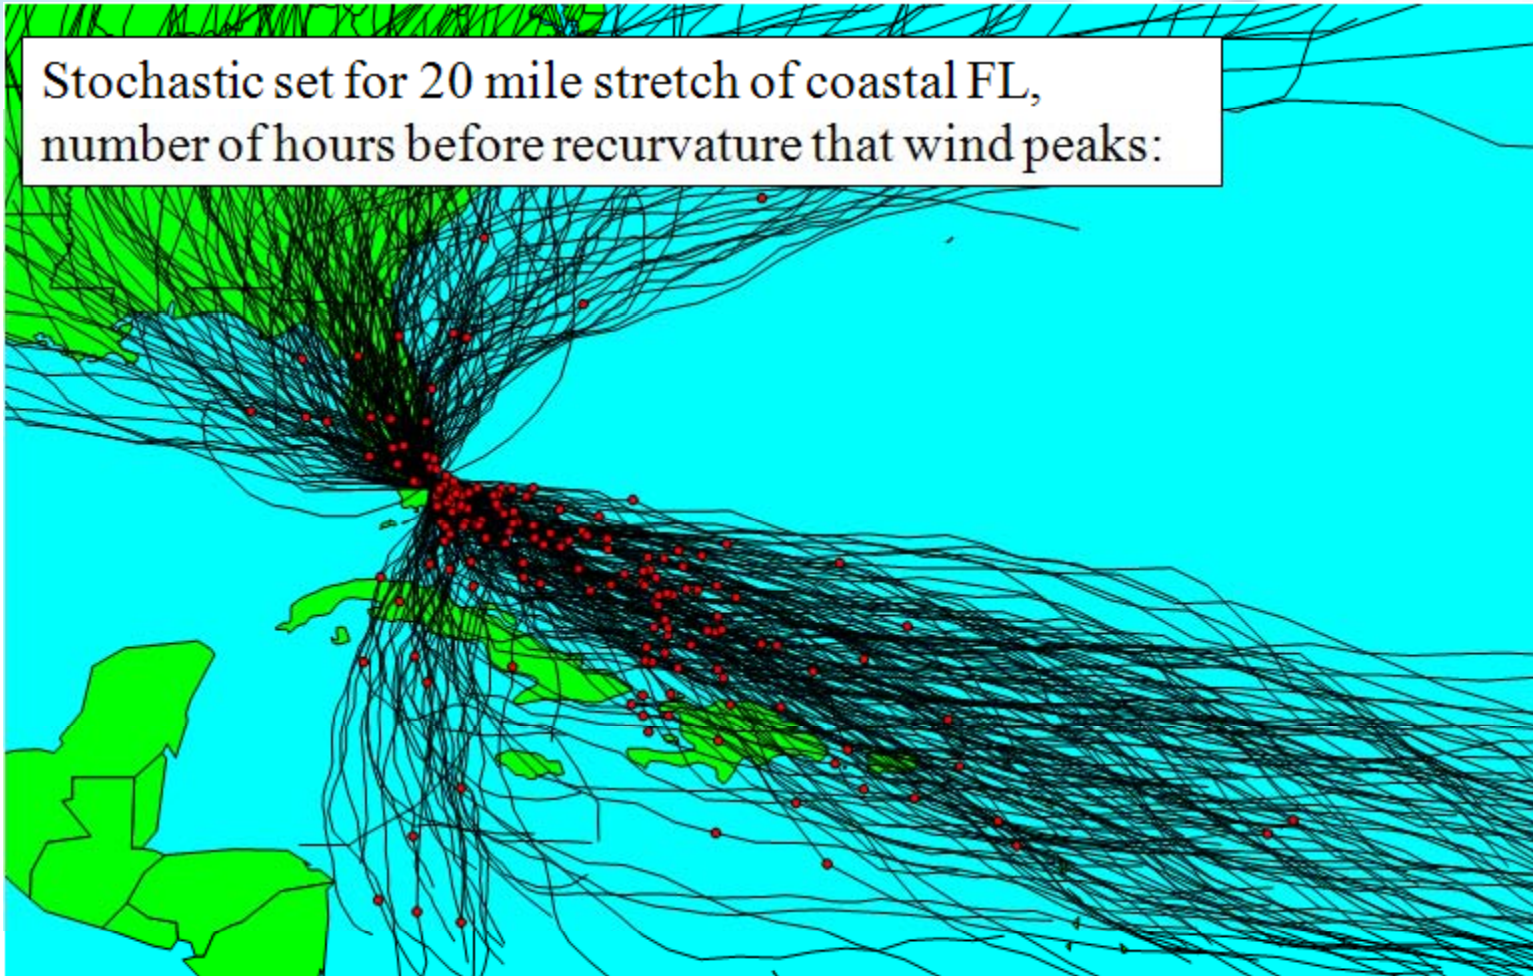 Stochastic set for 20 mile stretch of coastal FL,
number of hours before recurvature that wind peaks: